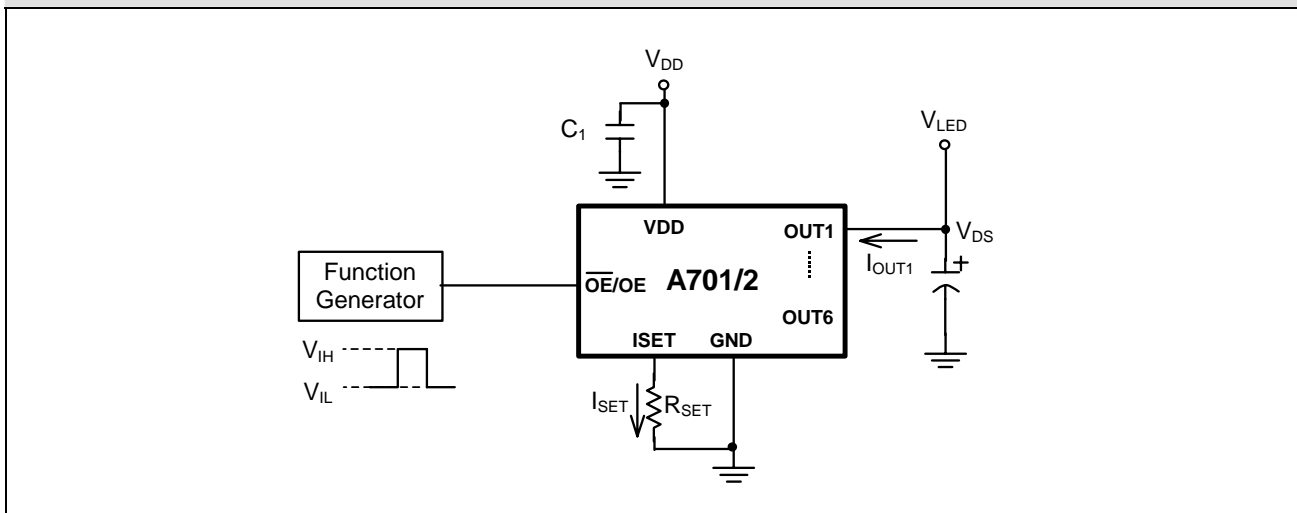 VDD
C1
VLED
VDD
OUT1
VDS
IOUT1
Function
Generator
OE/OE
A701/2
OUT6
ISET
GND
VIH
VIL
ISET
RSET
+